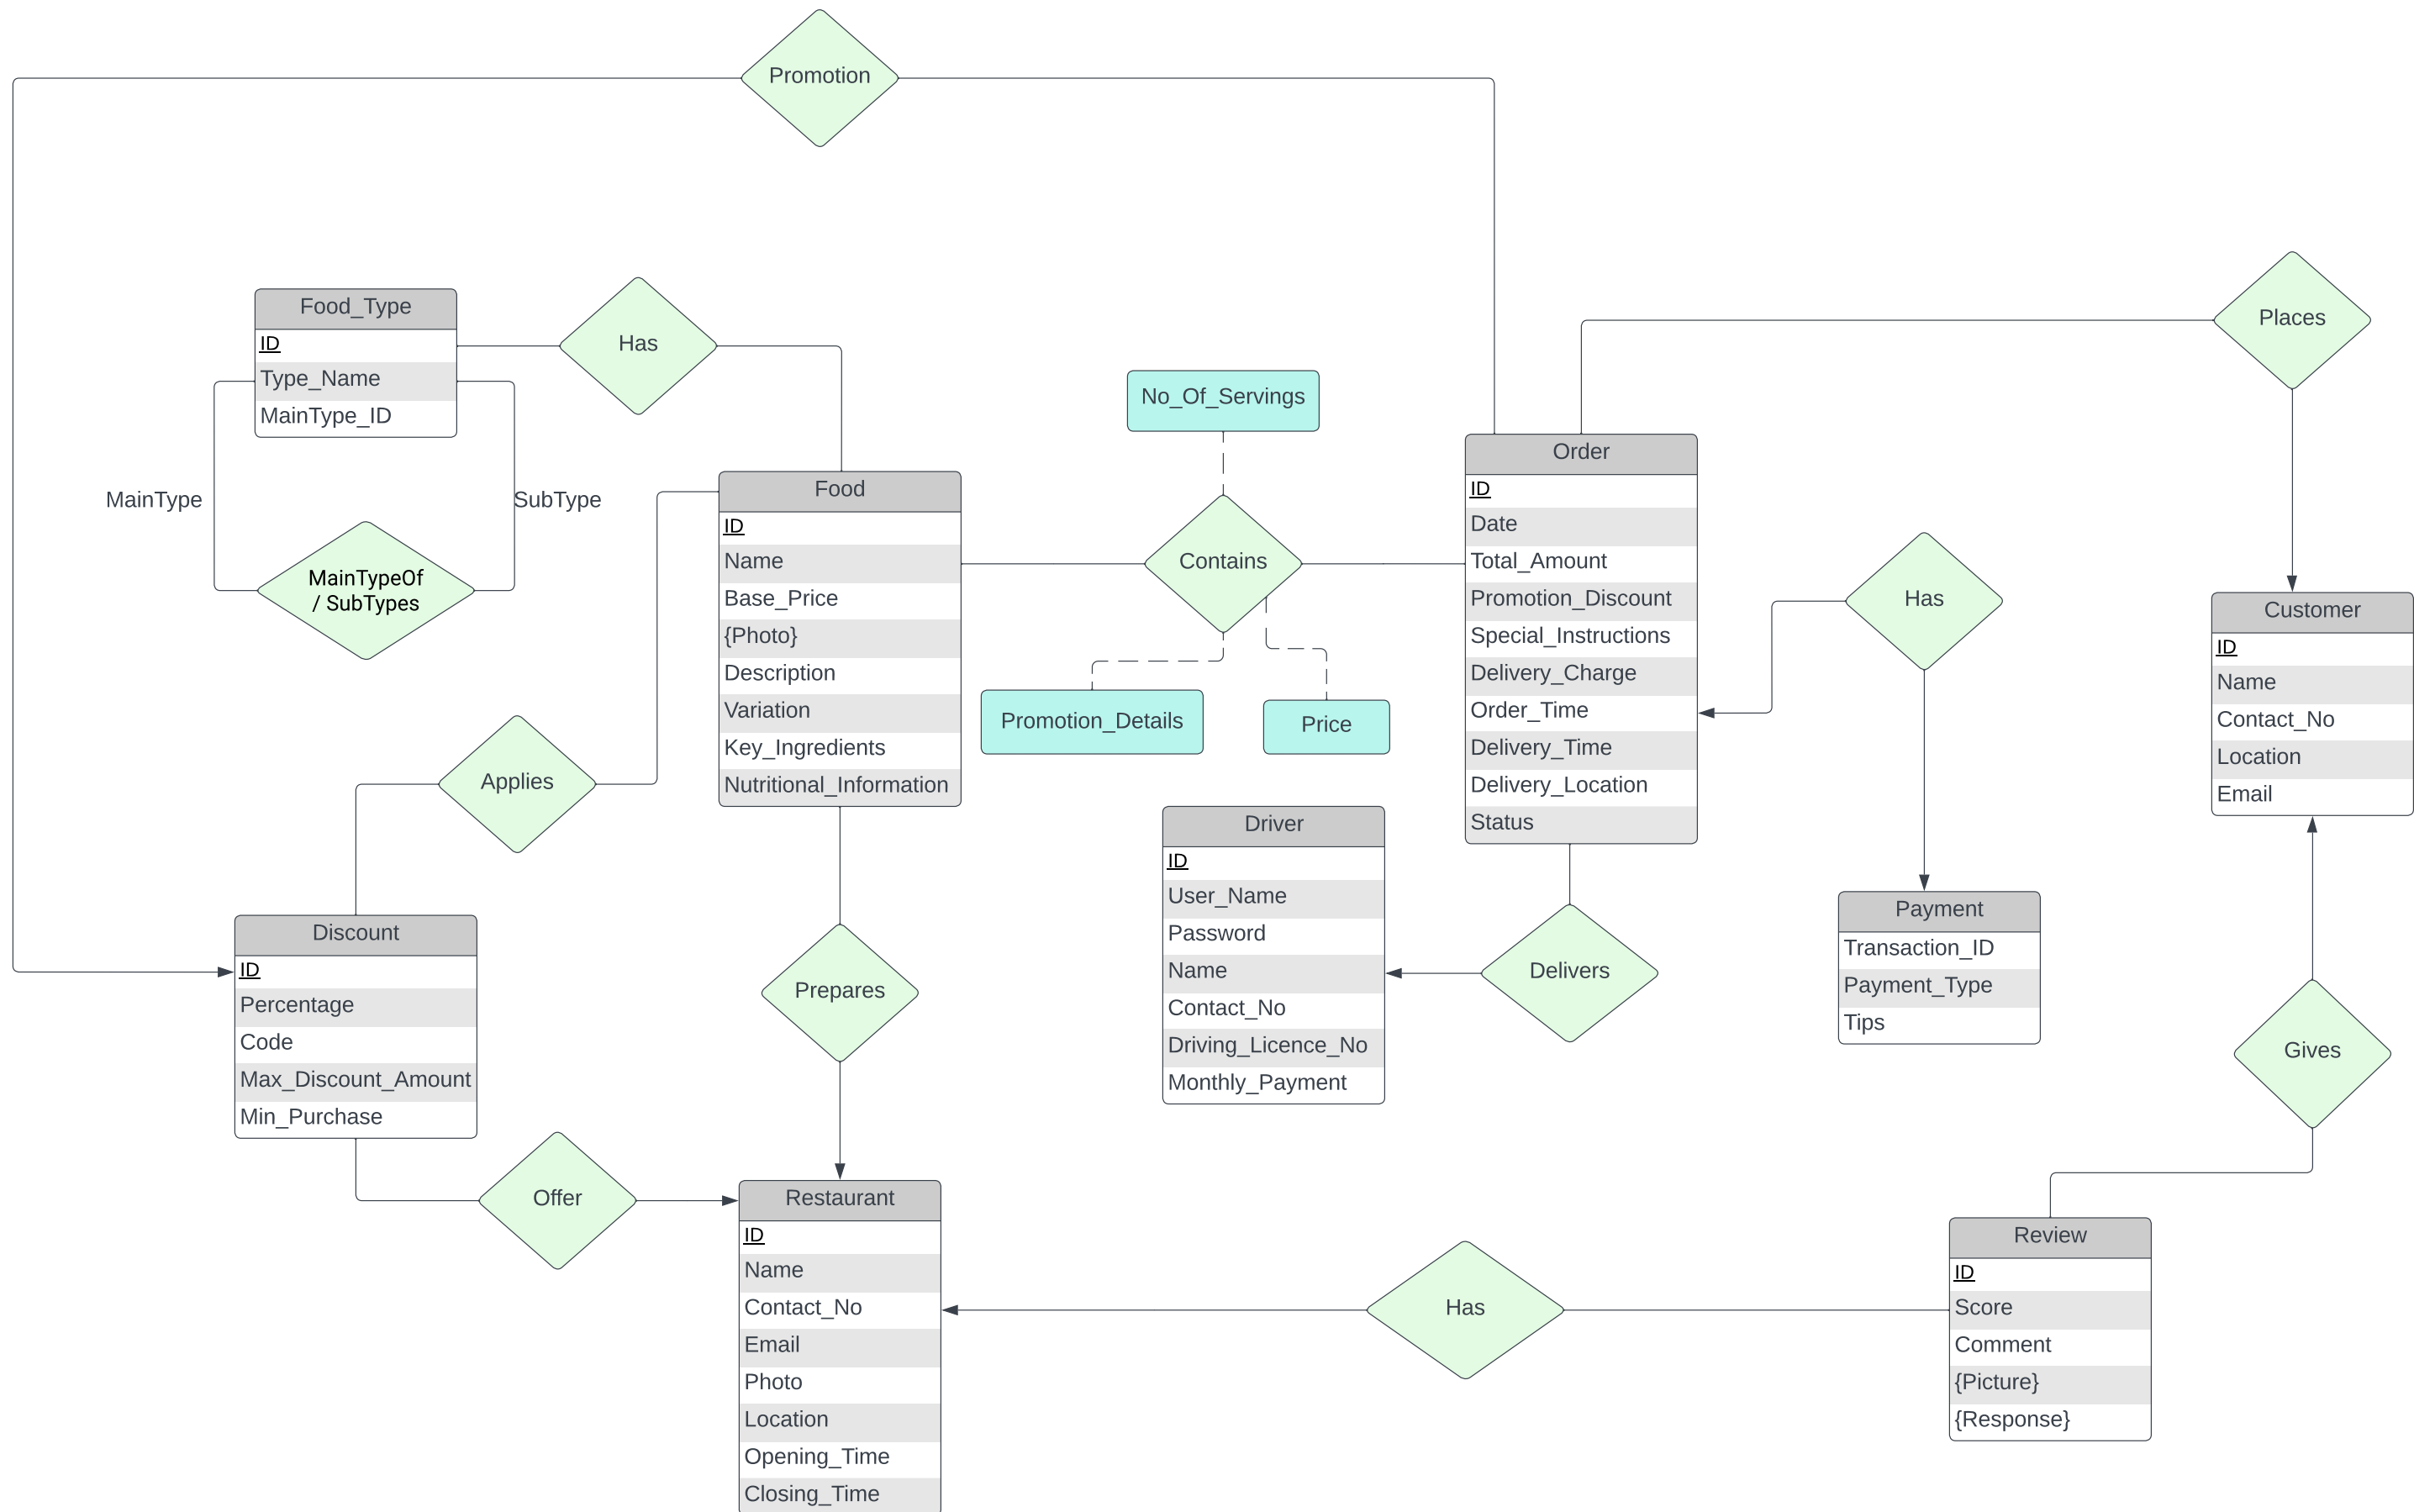 Promotion
Food_Type
ID
Type_Name
MainType_ID
Has
MainType
SubType
MainTypeOf
/ SubTypes
Food
ID
Name
Base_Price
{Photo}
Description
Variation
Key_Ingredients
Nutritional_Information
No_Of_Servings
Contains
Promotion_Details
Price
Order
ID
Date
Total_Amount
Promotion_Discount
Special_Instructions
Delivery_Charge
Order_Time
Delivery_Time
Delivery_Location
Status
Places
Has
Customer
ID
Name
Contact_No
Location
Email
Applies
Discount
ID
Percentage
Code
Max_Discount_Amount
Min_Purchase
Prepares
Driver
ID
User_Name
Password
Name
Contact_No
Driving_Licence_No
Monthly_Payment
Delivers
Payment
Transaction_ID
Payment_Type
Tips
Gives
Offer
Restaurant
ID
Name
Contact_No
Email
Photo
Location
Opening_Time
Closing_Time
Has
Review
ID
Score
Comment
{Picture}
{Response}